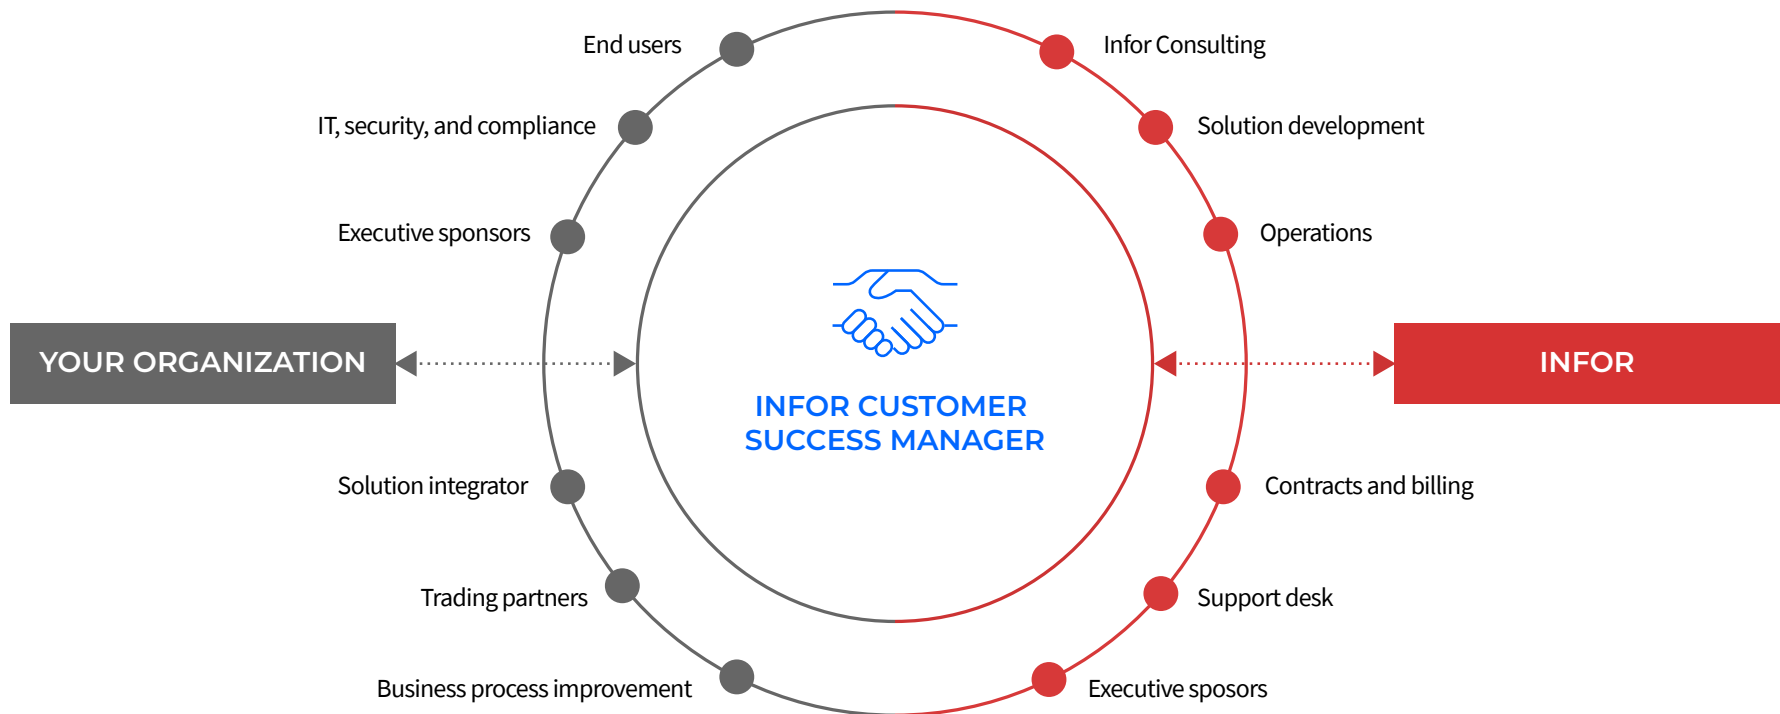 End users
Infor Consulting
IT, security, and compliance
Solution development
Executive sponsors
Operations
YOUR ORGANIZATION
INFOR
INFOR CUSTOMER
SUCCESS MANAGER
Solution integrator
Contracts and billing
Trading partners
Support desk
Business process improvement
Executive sposors